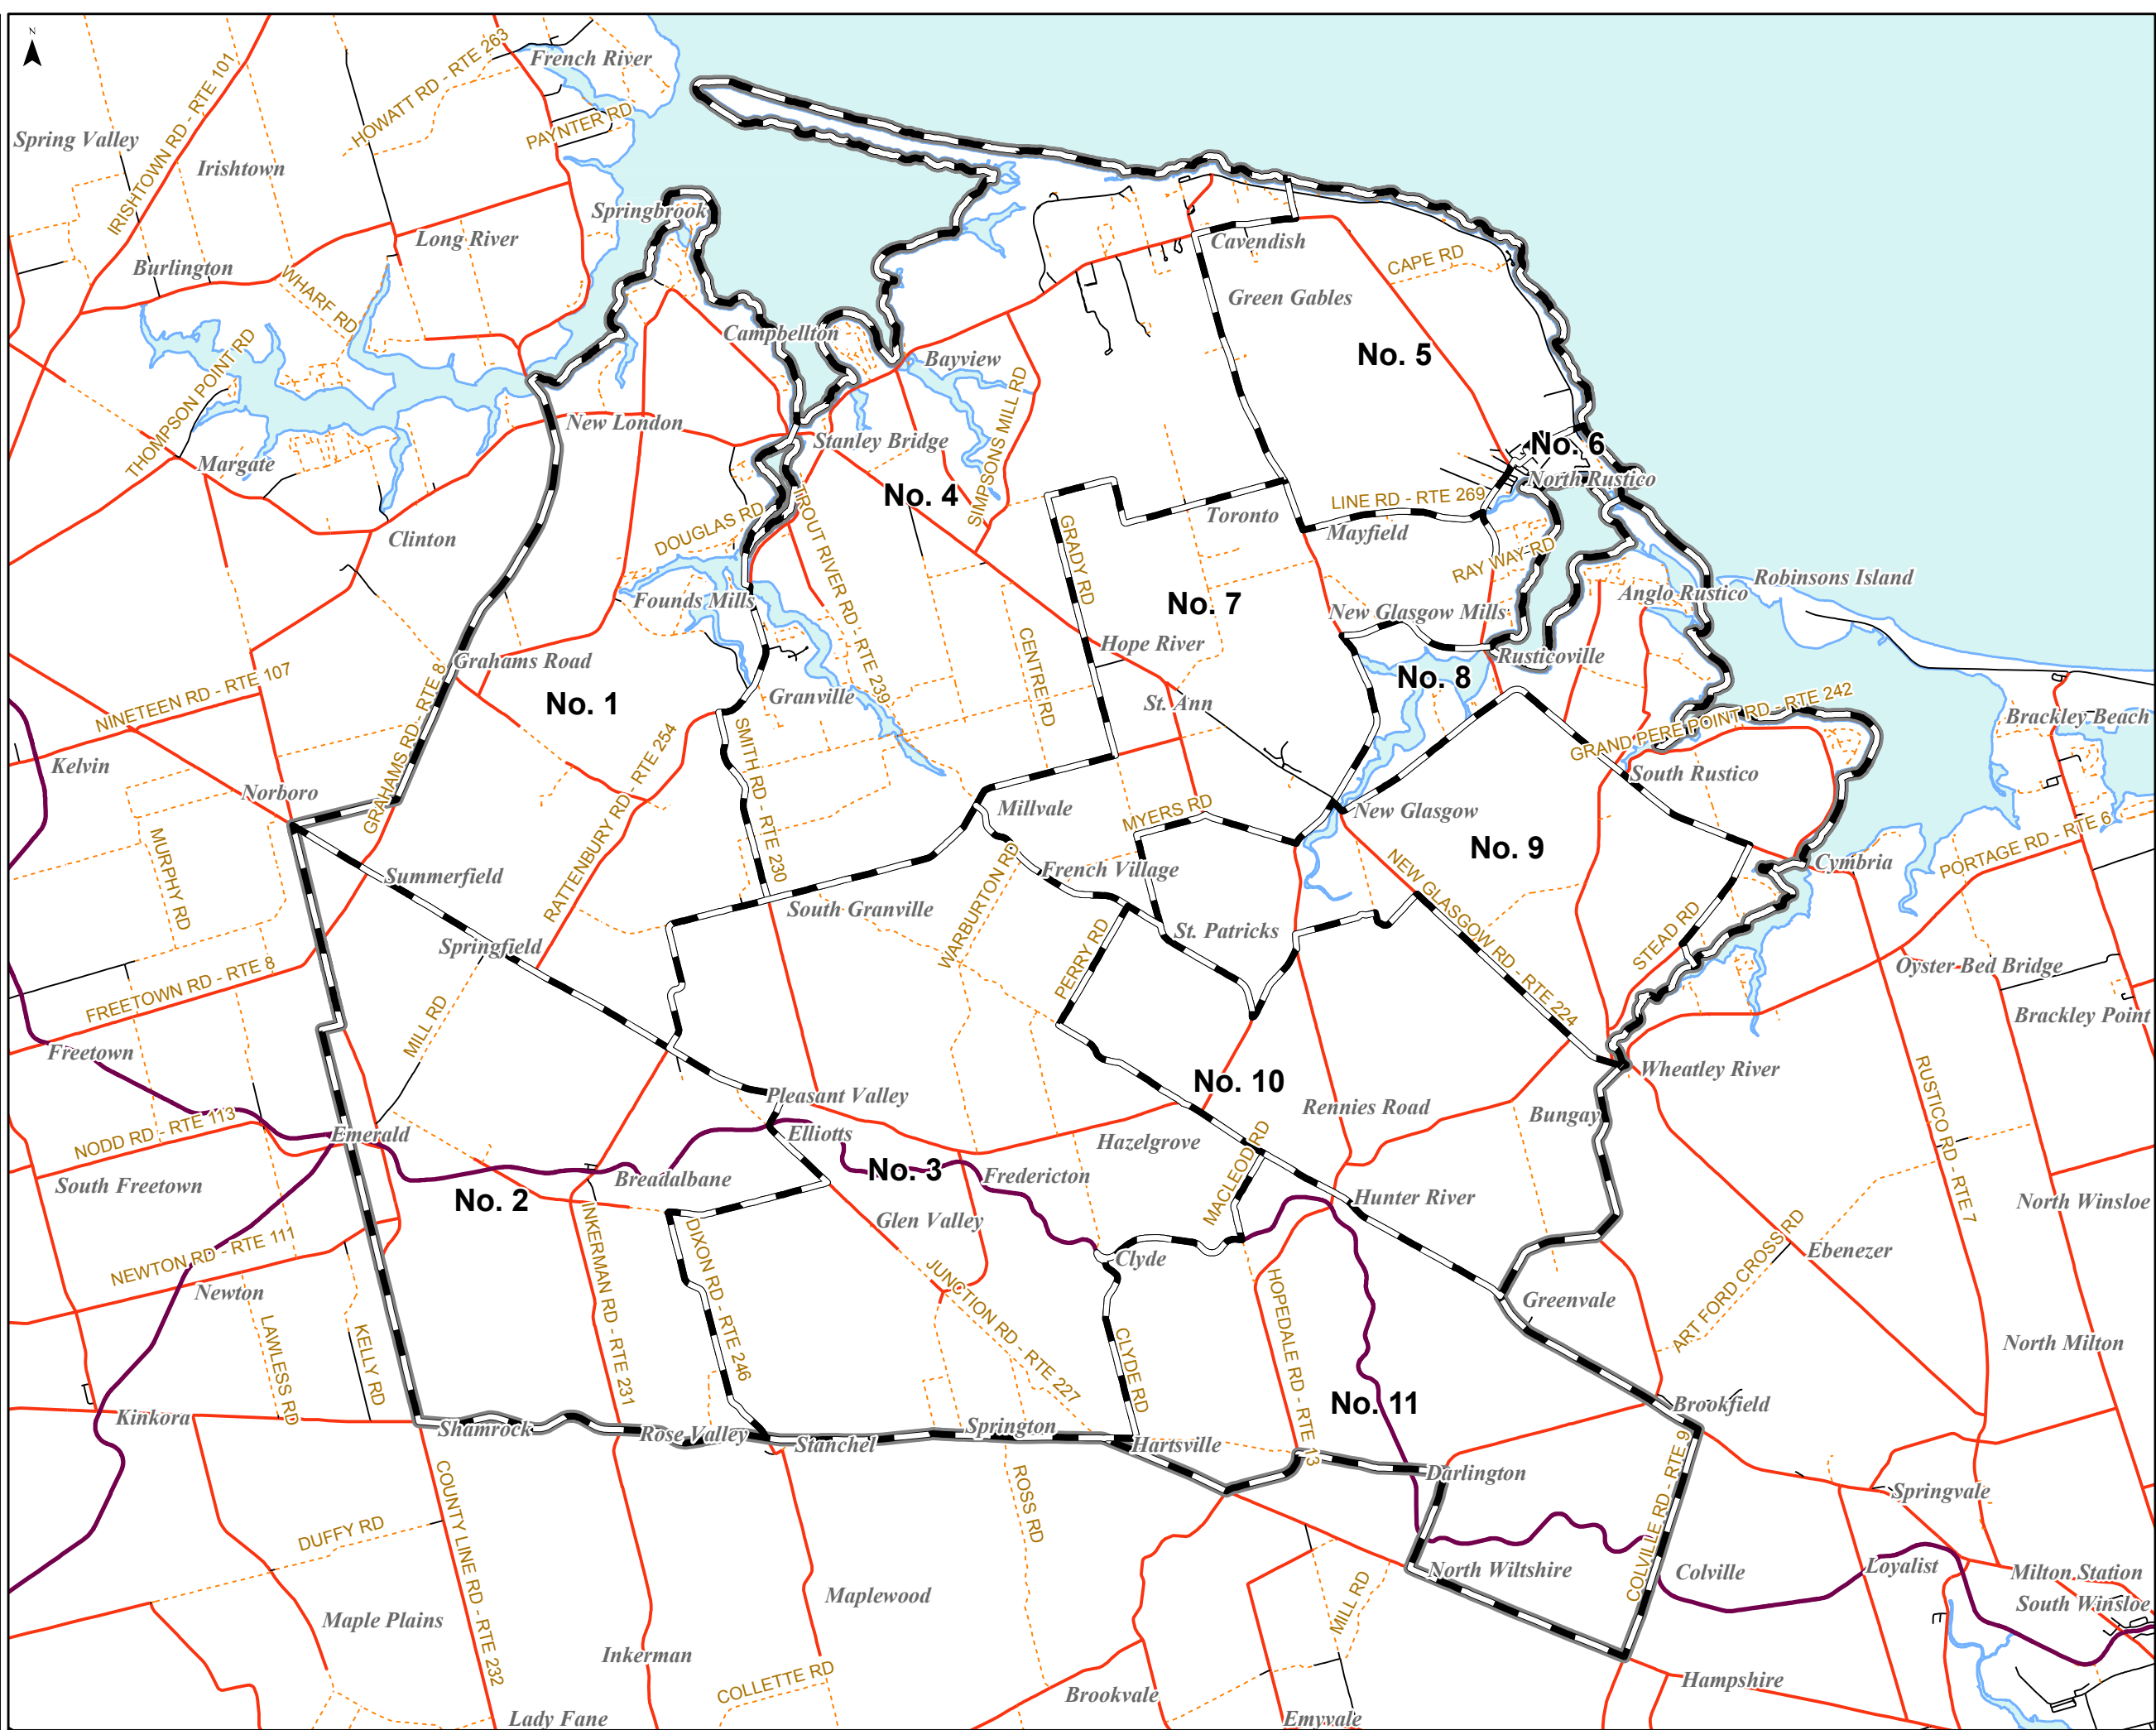 N
French River
HOWATT RD - RTE 263
IRISHTOWN RD - RTE 101
PAYNTER RD
Spring Valley
Irishtown
Springbrook
Long River
Cavendish
Burlington
WHARF RD
CAPE RD
Green Gables
Campbellton
Bayview
No. 5
THOMPSON POINT RD
SIMPSONS MILL RD
New London
Stanley Bridge
No. 6
Margate
North Rustico
No. 4
LINE RD - RTE 269
Toronto
Mayfield
DOUGLAS RD
Clinton
TROUT RIVER RD - RTE 239
GRADY RD
RAY WAY RD
Robinsons Island
Founds Mills
No. 7
Anglo Rustico
New Glasgow Mills
Hope River
CENTRE RD
Grahams Road
Rusticoville
No. 8
NINETEEN RD - RTE 107
No. 1
Granville
St. Ann
GRAND PERE POINT RD - RTE 242
Brackley Beach
GRAHAMS RD - RTE 8
Kelvin
RATTENBURY RD - RTE 254
SMITH RD - RTE 230
South Rustico
Norboro
Millvale
MYERS RD
New Glasgow
No. 9
PORTAGE RD - RTE 6
MURPHY RD
Summerfield
French Village
Cymbria
NEW GLASGOW RD - RTE 224
WARBURTON RD
South Granville
St. Patricks
STEAD RD
Springfield
PERRY RD
Oyster Bed Bridge
FREETOWN RD - RTE 8
Brackley Point
MILL RD
Freetown
Wheatley River
No. 10
Pleasant Valley
RUSTICO RD - RTE 7
Rennies Road
Bungay
NODD RD - RTE 113
Emerald
Elliotts
Hazelgrove
No. 3
Fredericton
MACLEOD RD
Breadalbane
South Freetown
No. 2
Hunter River
North Winsloe
Glen Valley
DIXON RD - RTE 246
INKERMAN RD - RTE 231
NEWTON RD - RTE 111
Clyde
ART FORD CROSS RD
Ebenezer
JUNCTION RD - RTE 227
HOPEDALE RD - RTE 13
Newton
Greenvale
LAWLESS RD
KELLY RD
CLYDE RD
North Milton
No. 11
Kinkora
Brookfield
Shamrock
Rose Valley
Stanchel
Springton
Hartsville
Darlington
COLVILLE RD - RTE 9
Springvale
COUNTY LINE RD - RTE 232
ROSS RD
DUFFY RD
North Wiltshire
Colville
Loyalist
Milton Station
MILL RD
Maplewood
South Winsloe
Maple Plains
Inkerman
COLLETTE RD
Hampshire
Brookvale
Lady Fane
Emyvale